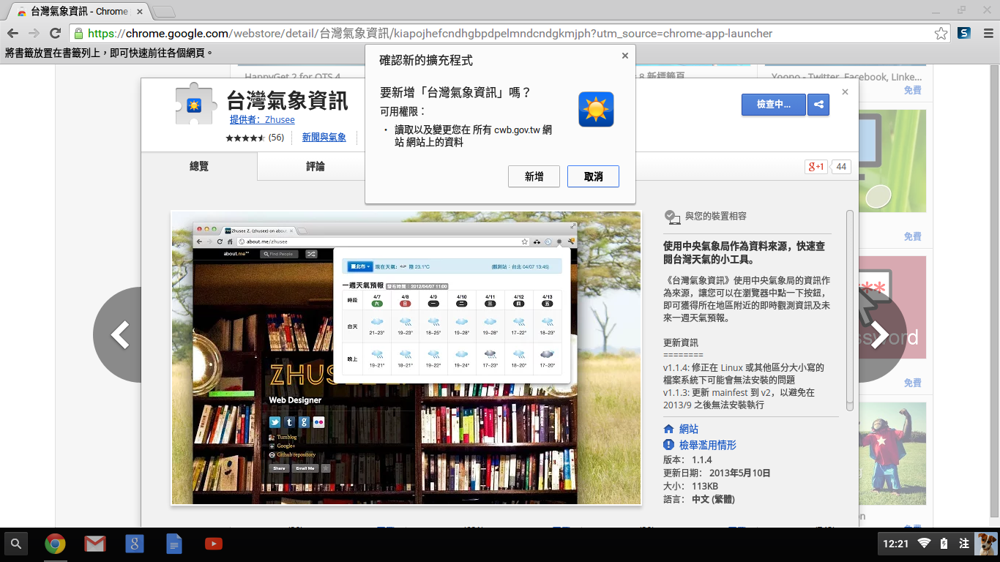 台灣氣象資訊 - Chrome
https://chrome.google.com/webstore/detail/台灣氣象資訊/kiapojhefcndhgbpdpelmndcndgkmjph?utm_source=chrome-app-launcher
將書籤放置在書籤列上，即可快速前往各個網頁。
HappyGet 2 for OTS 4
8 新標籤頁
Yoono - Twitter, Facebook, Linke...
免費
台灣氣象資訊
提供者：Zhusee
(56)
新聞與氣象
確認新的擴充程式
要新增「台灣氣象資訊」嗎？
可用權限：
• 讀取以及變更您在 所有 cwb.gov.tw 網
站 網站上的資料
新增
取消
檢查中...
總覽
評論
g+1
44
與您的裝置相容
使用中央氣象局作為資料來源，快速查
閱台灣天氣的小工具。
《台灣氣象資訊》使用中央氣象局的資訊作
為來源，讓您可以在瀏覽器中點一下按鈕，
即可獲得所在地區附近的即時觀測資訊及未
來一週天氣預報。
更新資訊
========
v1.1.4: 修正在 Linux 或其他區分大小寫的
檔案系統下可能會無法安裝的問題
v1.1.3: 更新 mainfest 到 v2，以避免在
2013/9 之後無法安裝執行
網站
檢舉濫用情形
版本： 1.1.4
更新日期： 2013年5月10日
大小： 113KB
語言： 中文 (繁體)
Zhusee Z. (zhusee) on abou
about.me/zhusee
about.me
Find People
臺北市
現在天氣: 陰 23.1°C
(觀測站：台北 04/07 13:45)
一週天氣預報 發布時間：2012/04/07 11:00
時段 4/7 4/8 4/9 4/10 4/11 4/12 4/13
六 日 一 二 三 四 五
白天 21~23° 19~23° 18~25° 19~28° 19~28° 17~22° 18~23°
晚上 19~21° 18~21° 19~22° 19~24° 17~23° 18~20° 17~20°
ZHUSEE
Web Designer
Tumblog
Google+
Github repository
Share
Email Me
免費
***
ssword
免費
12:21
注